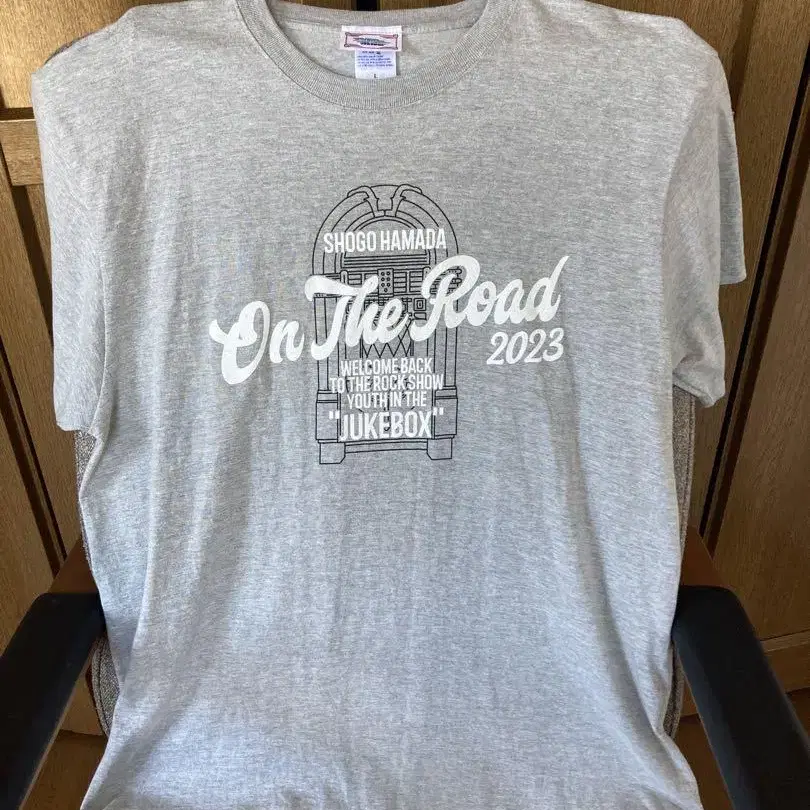 L
SHOGO HAMADA
On The Road
2023
WELCOME BACK
TO THE ROCK SHOW
YOUTH IN THE
"JUKEBOX"